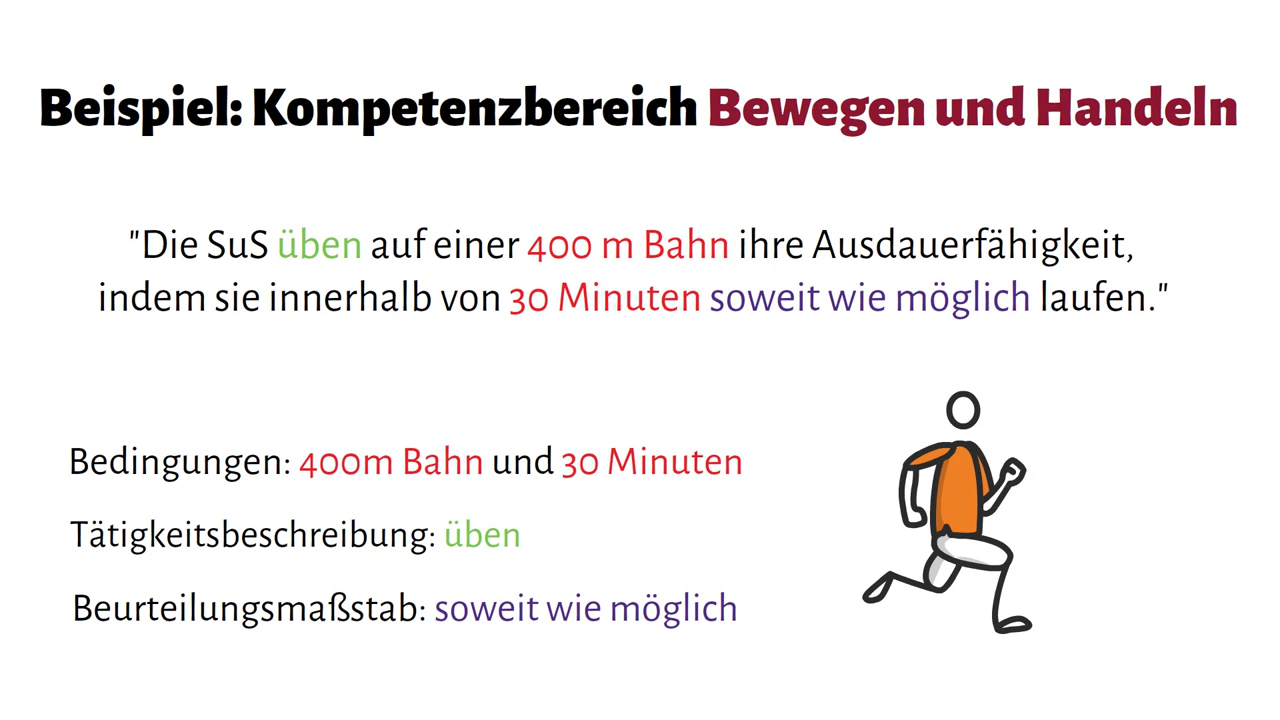 Beispiel: Kompetenzbereich Bewegen und Handeln
"Die SuS üben auf einer 400 m Bahn ihre Ausdauerfähigkeit,
indem sie innerhalb von 30 Minuten soweit wie möglich laufen."
Bedingungen: 400m Bahn und 30 Minuten
Tätigkeitsbeschreibung: üben
Beurteilungsmaßstab: soweit wie möglich